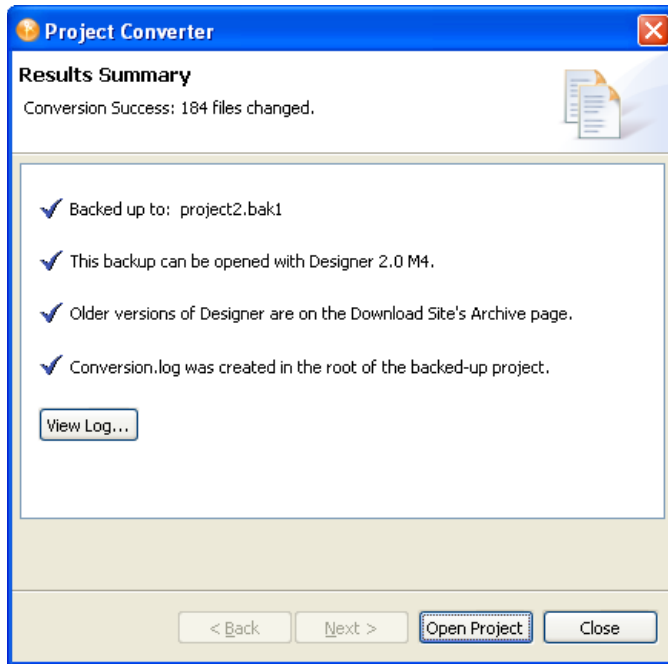 Project Converter
Results Summary
Conversion Success: 184 files changed.
Backed up to: project2.bak1
This backup can be opened with Designer 2.0 M4.
Older versions of Designer are on the Download Site's Archive page.
Conversion.log was created in the root of the backed-up project.
View Log...
< Back Next > Open Project Close